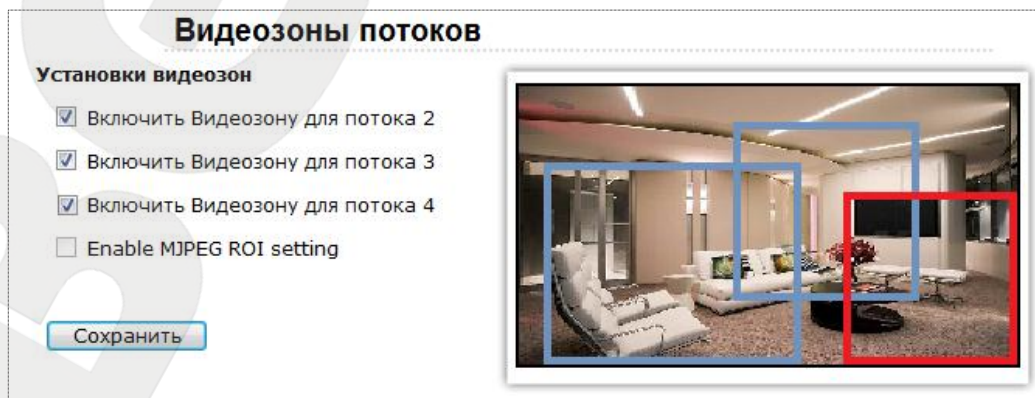 Видеозоны потоков
Установки видеозон
Включить Видеозону для потока 2
Включить Видеозону для потока 3
Включить Видеозону для потока 4
Enable MJPEG ROI setting
Сохранить